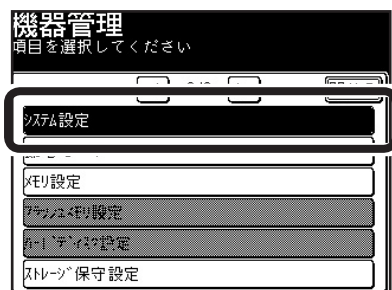 機器管理
項目を選択してください
システム設定
メモリ設定
フラッシュメモリ設定
ハードディスク設定
ストレージ保守設定